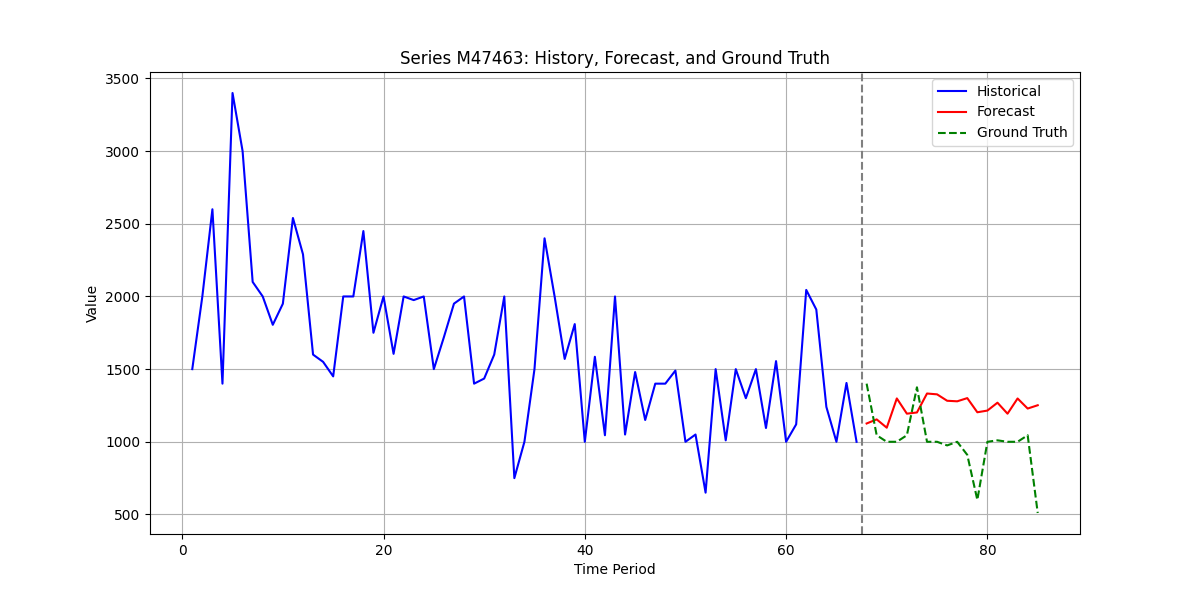 Series M47463: History, Forecast, and Ground Truth
Historical
Forecast
Ground Truth
Value
3500
3000
2500
2000
1500
1000
500
0
20
40
60
80
Time Period